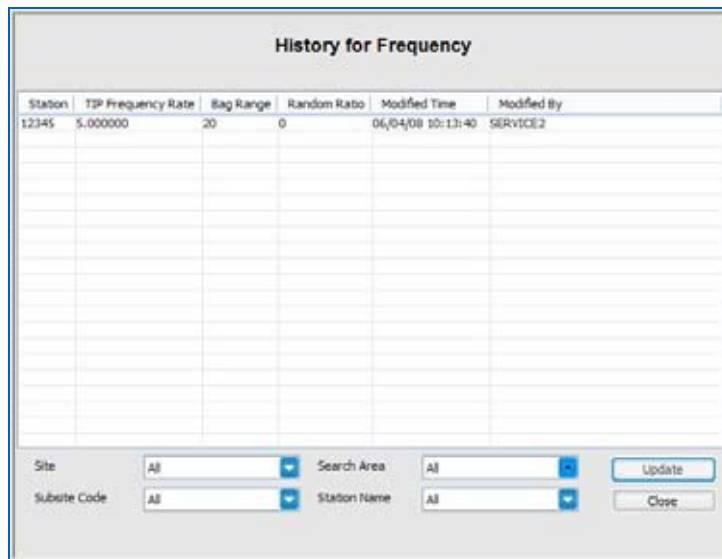 History for Frequency
Station TIP Frequency Rate Bag Range Random Ratio Modified Time Modified By
12345 5.000000 20 0 06/04/08 10:13:40 SERVICE2
Site All Search Area All Update
Subsite Code All Station Name All Close